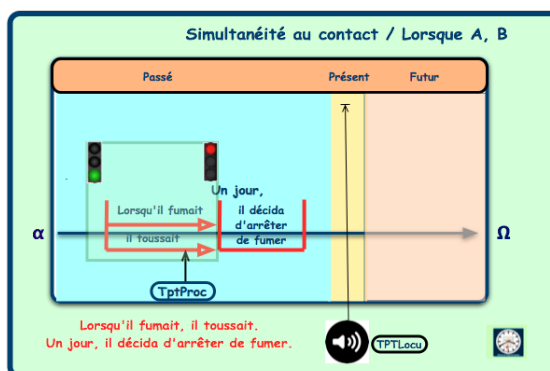 Simultanéité au contact / Lorsque A, B
Passé Présent Futur
Un jour,
Lorsqu'il fumait il décida
d'arrêter
il toussait de fumer
α Ω
TptProc
Lorsqu'il fumait, il toussait.
Un jour, il décida d'arrêter de fumer.
TPTLocu